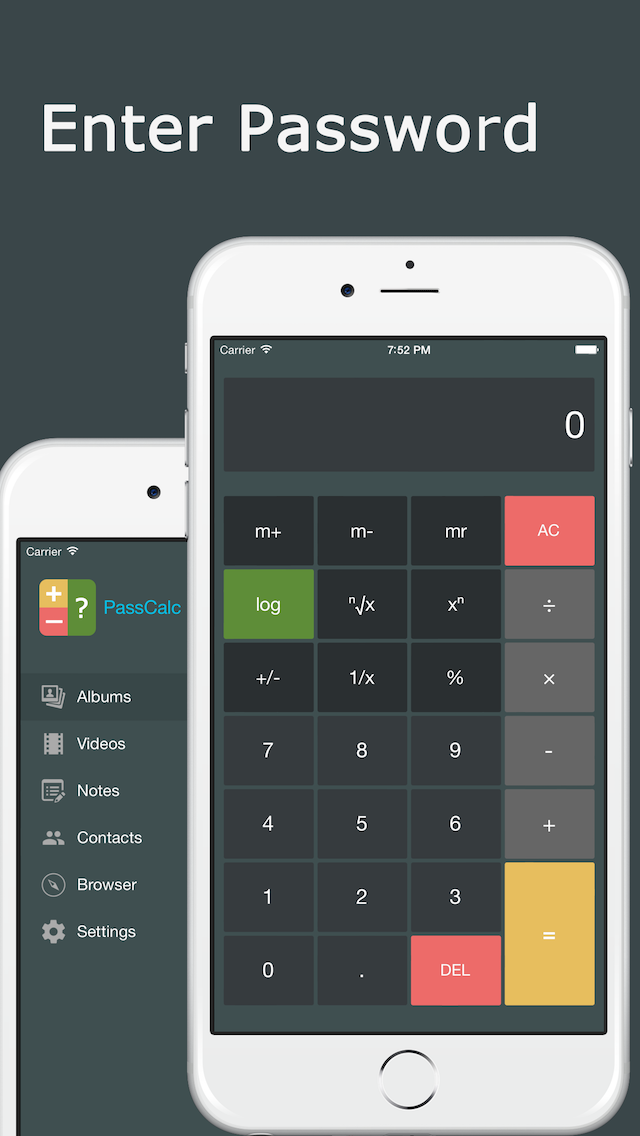 Enter Password
Carrier 7:52 PM
0
m+ m- mr AC
log ⁿ√x xⁿ ÷
+/- 1/x % ×
7 8 9 -
4 5 6 +
1 2 3 =
0 . DEL
Carrier
+ - ? PassCalc
Albums
Videos
Notes
Contacts
Browser
Settings